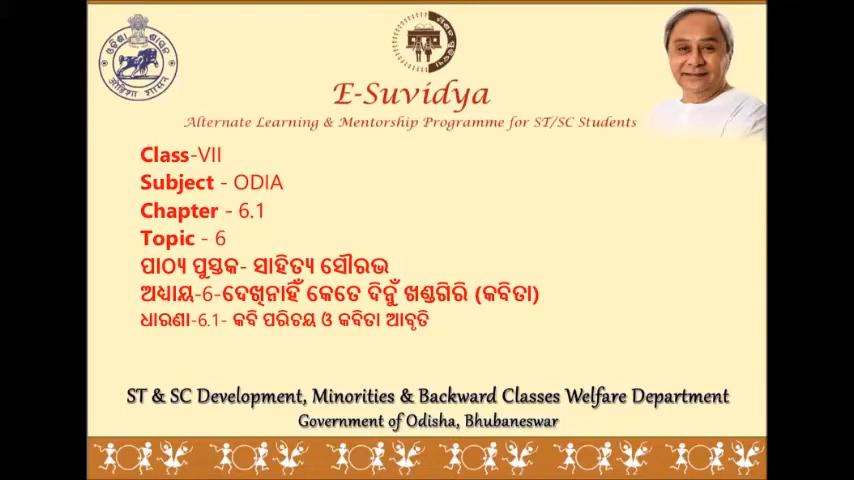 E-Suvidya
Alternate Learning & Mentorship Programme for ST/SC Students
Class-VII
Subject - ODIA
Chapter - 6.1
Topic - 6
ପାଠ୍ୟ ପୁସ୍ତକ- ସାହିତ୍ୟ ସୌରଭ
ଅଧ୍ୟାୟ-6-ଦେଖିନାହିଁ କେତେ ଦିନୁଁ ଖଣ୍ଡଗିରି (କବିତା)
ଧାରଣା-6.1- କବି ପରିଚୟ ଓ କବିତା ଆବୃତି
ST & SC Development, Minorities & Backward Classes Welfare Department
Government of Odisha, Bhubaneswar